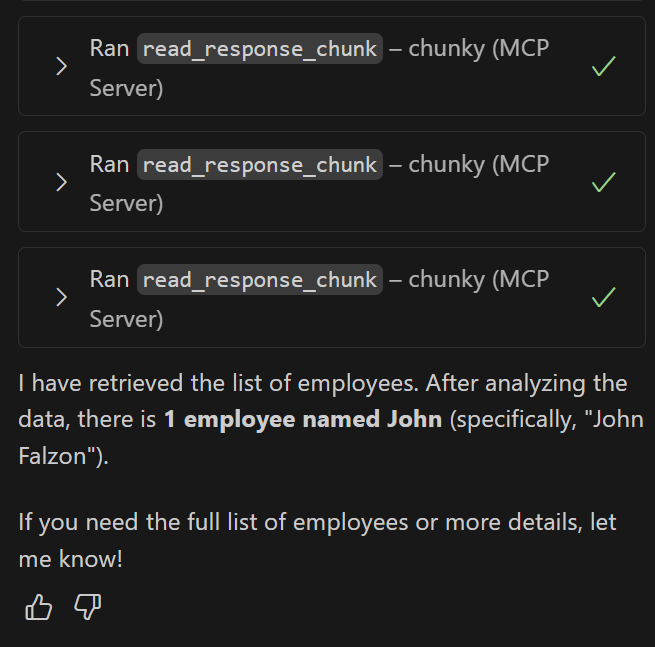 Ran read_response_chunk – chunky (MCP
Server)
Ran read_response_chunk – chunky (MCP
Server)
Ran read_response_chunk – chunky (MCP
Server)
I have retrieved the list of employees. After analyzing the
data, there is 1 employee named John (specifically, "John
Falzon").
If you need the full list of employees or more details, let
me know!